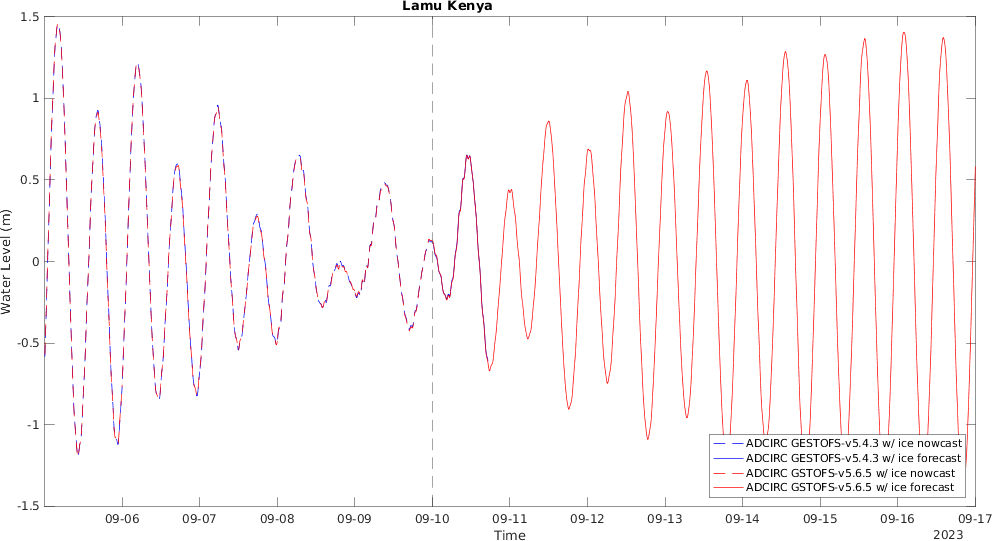 Lamu Kenya
1.5
1
0.5
0
-0.5
-1
-1.5
Water Level (m)
ADCIRC GESTOFS-v5.4.3 w/ ice nowcast
ADCIRC GESTOFS-v5.4.3 w/ ice forecast
ADCIRC GSTOFS-v5.6.5 w/ ice nowcast
ADCIRC GSTOFS-v5.6.5 w/ ice forecast
09-06 09-07 09-08 09-09 09-10 09-11 09-12 09-13 09-14 09-15 09-16 09-17
Time
2023